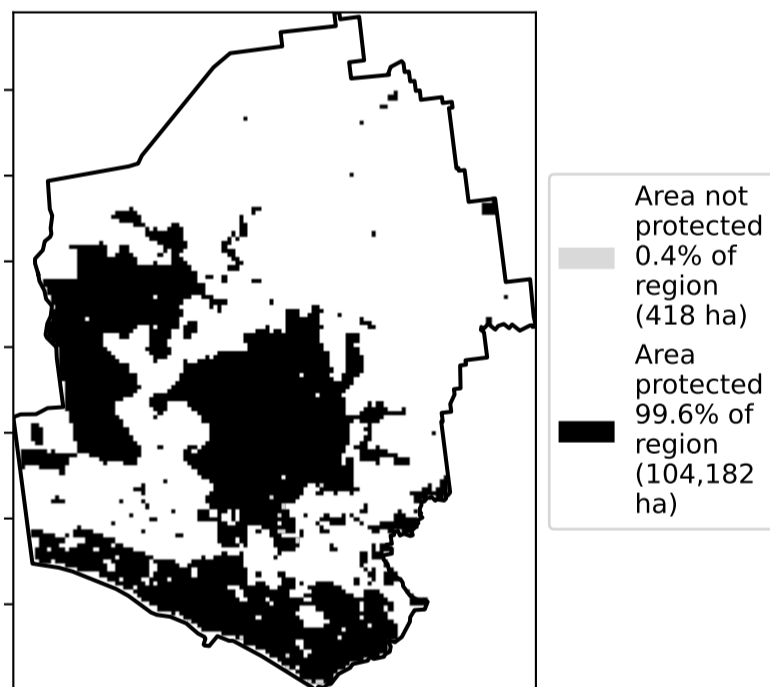 Area not
protected
0.4% of
region
(418 ha)
Area
protected
99.6% of
region
(104,182
ha)